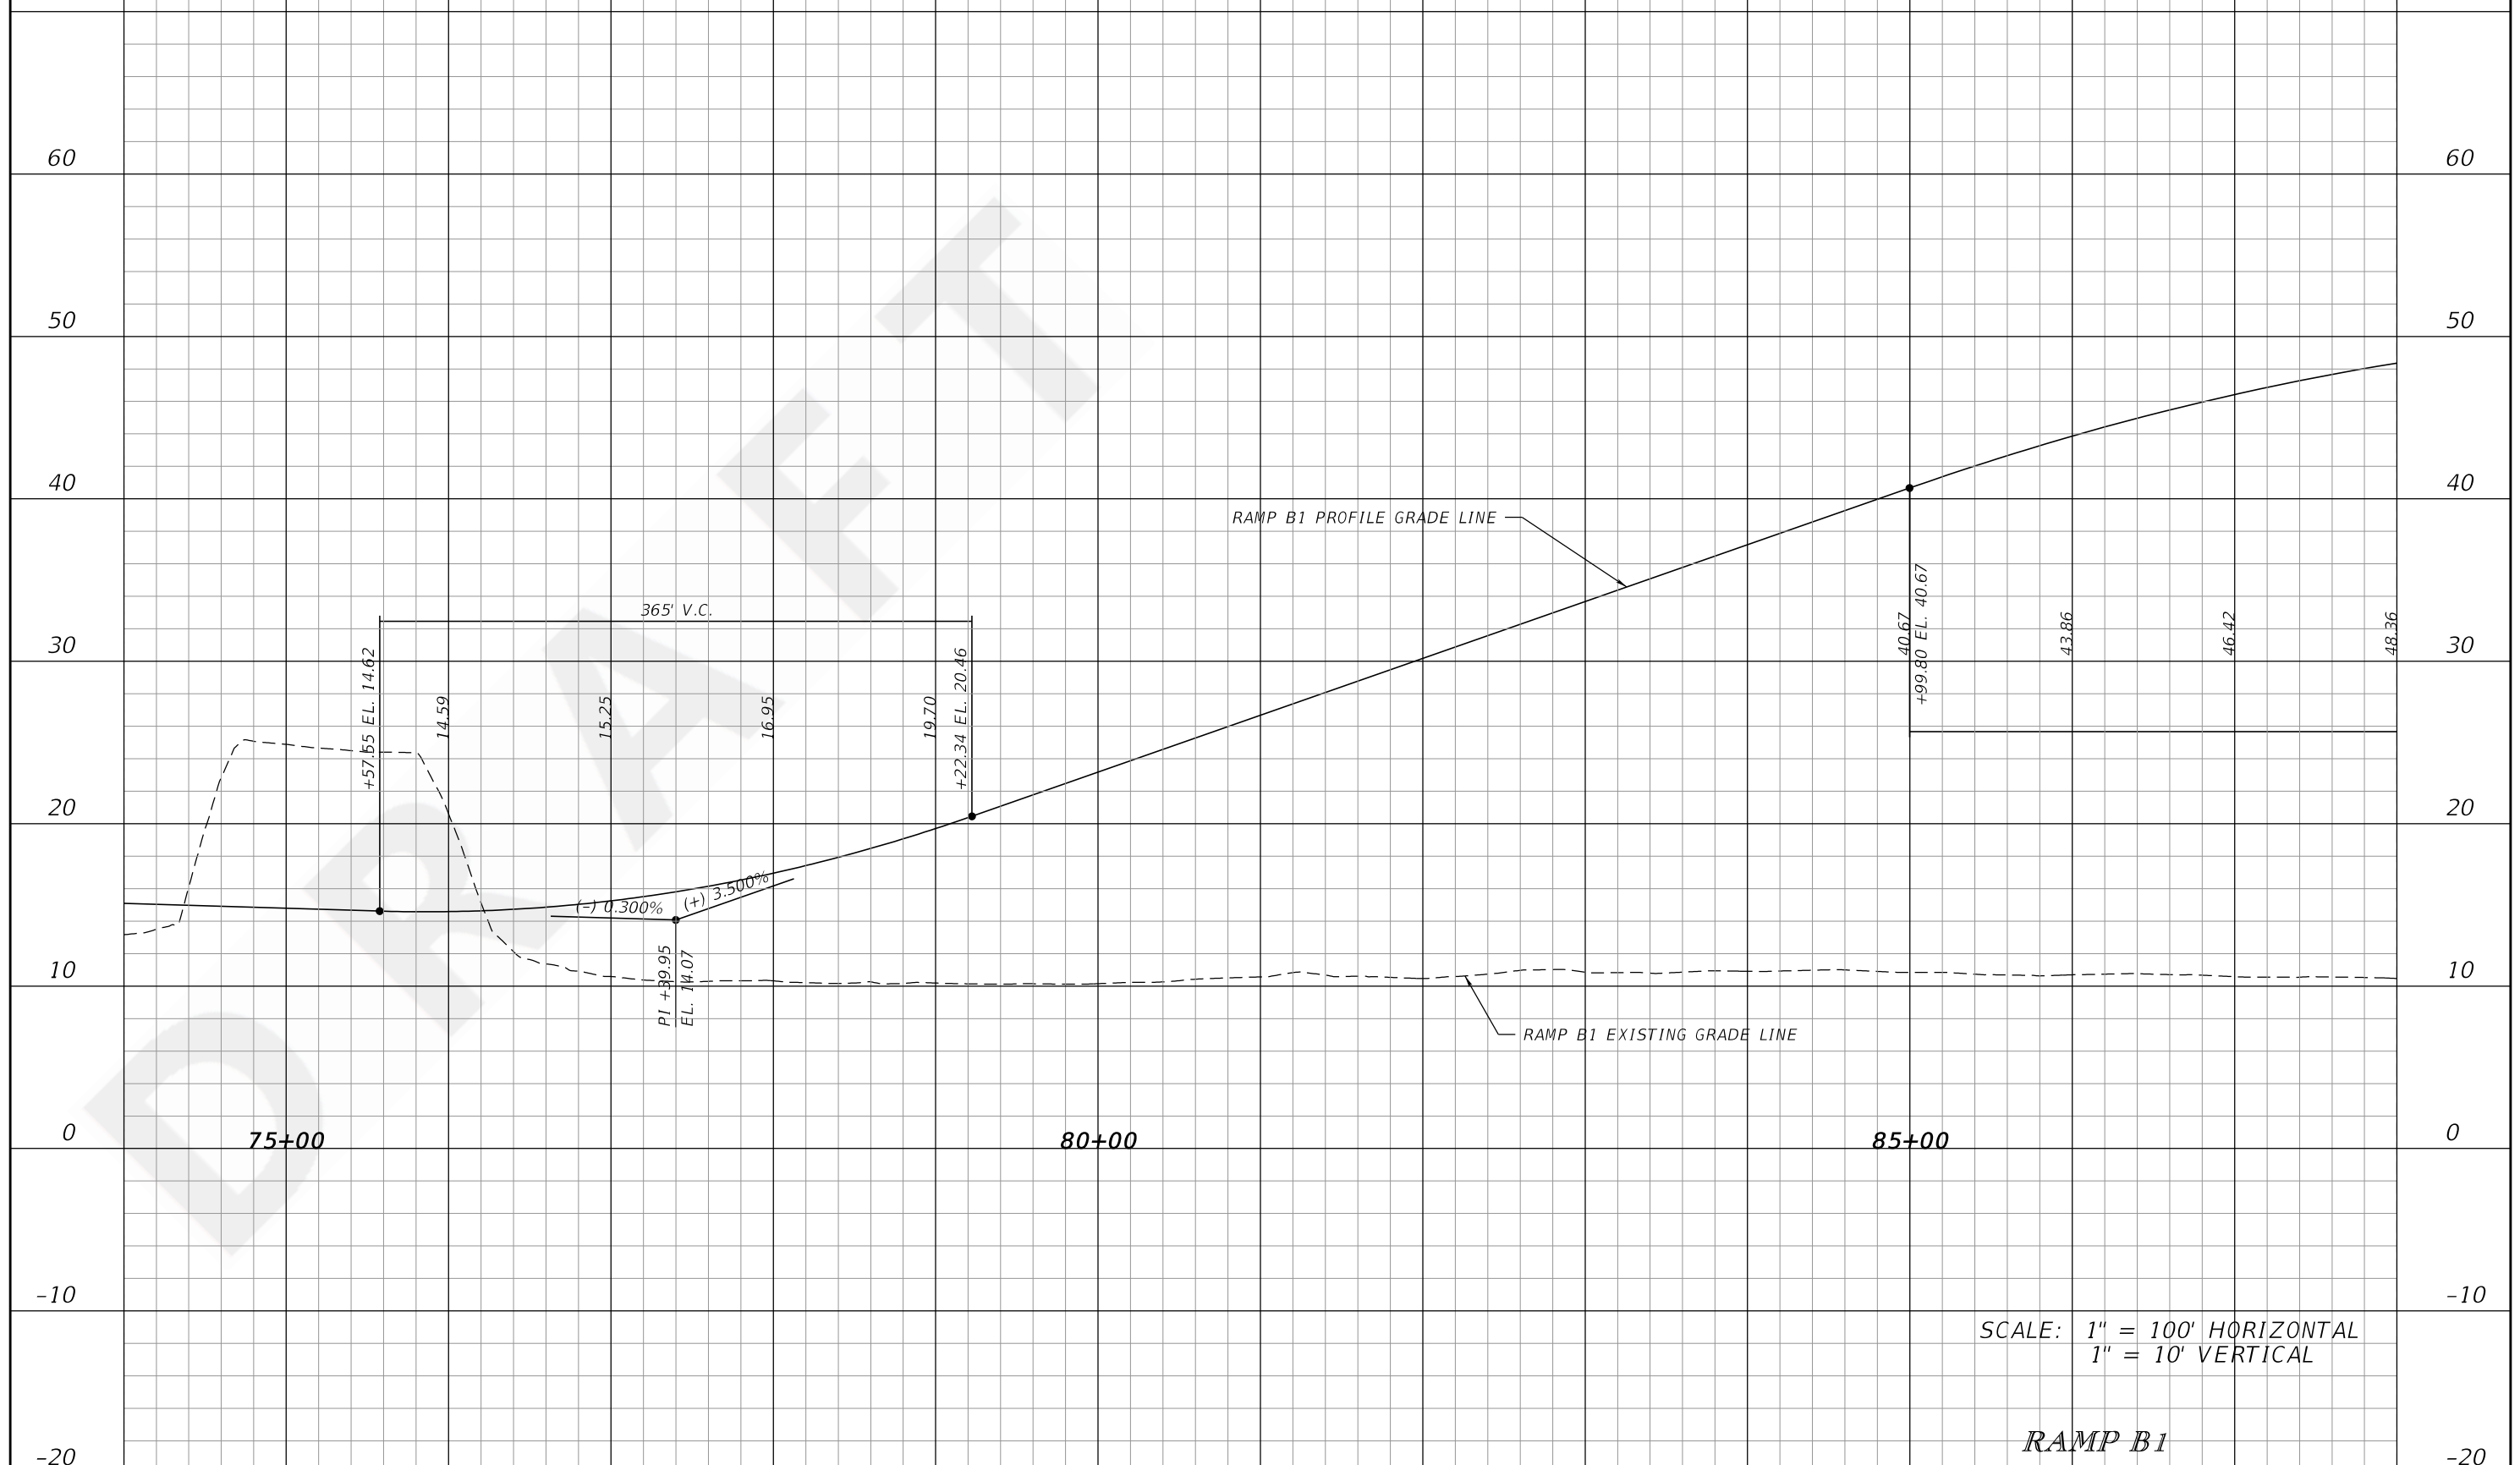 60 60
50 50
40 40
RAMP B1 PROFILE GRADE LINE
365' V.C.
30 30
+57.55 EL. 14.62
14.59
15.25
16.95
19.70
+22.34 EL. 20.46
40.67
+99.80 EL. 40.67
43.86
46.42
48.36
20 20
(-) 0.300%
(+) 3.500%
PI +39.95
EL. 14.07
10 10
RAMP B1 EXISTING GRADE LINE
0 75+00 80+00 85+00 0
-10 -10
SCALE: 1" = 100' HORIZONTAL
1" = 10' VERTICAL
RAMP B1
-20 -20
DRAFT